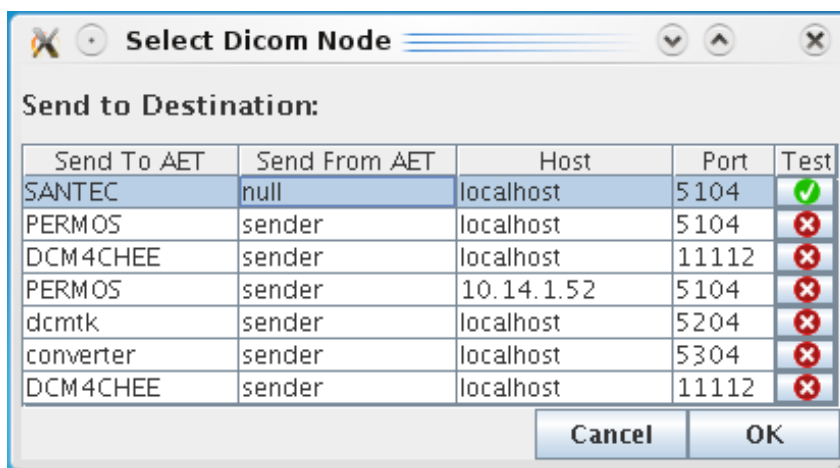 Select Dicom Node
Send to Destination:
Send To AET Send From AET Host Port Test
SANTEC null localhost 5104
PERMOS sender localhost 5104
DCM4CHEE sender localhost 11112
PERMOS sender 10.14.1.52 5104
dcmtk sender localhost 5204
converter sender localhost 5304
DCM4CHEE sender localhost 11112
Cancel OK